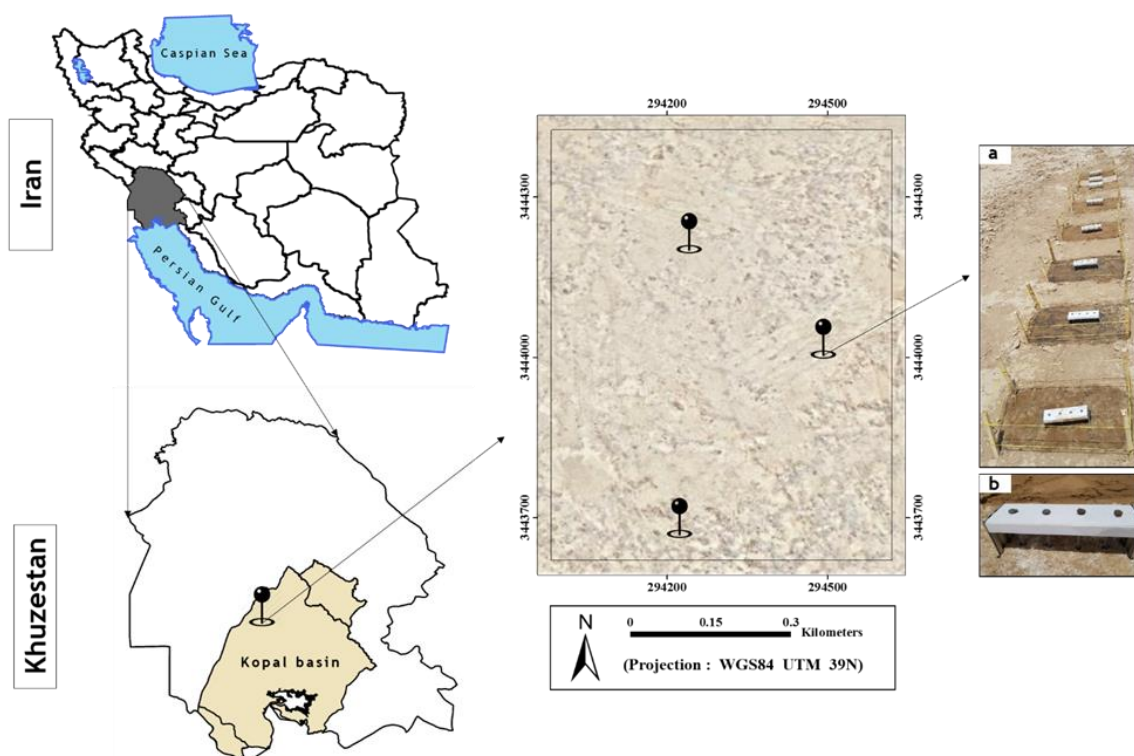 Iran
Caspian Sea
Persian Gulf
Khuzestan
Kopal basin
294200
294500
3444300
3444000
3443700
3444300
3444000
3443700
294200
294500
N
0
0.15
0.3
Kilometers
(Projection : WGS84 UTM 39N)
a
b